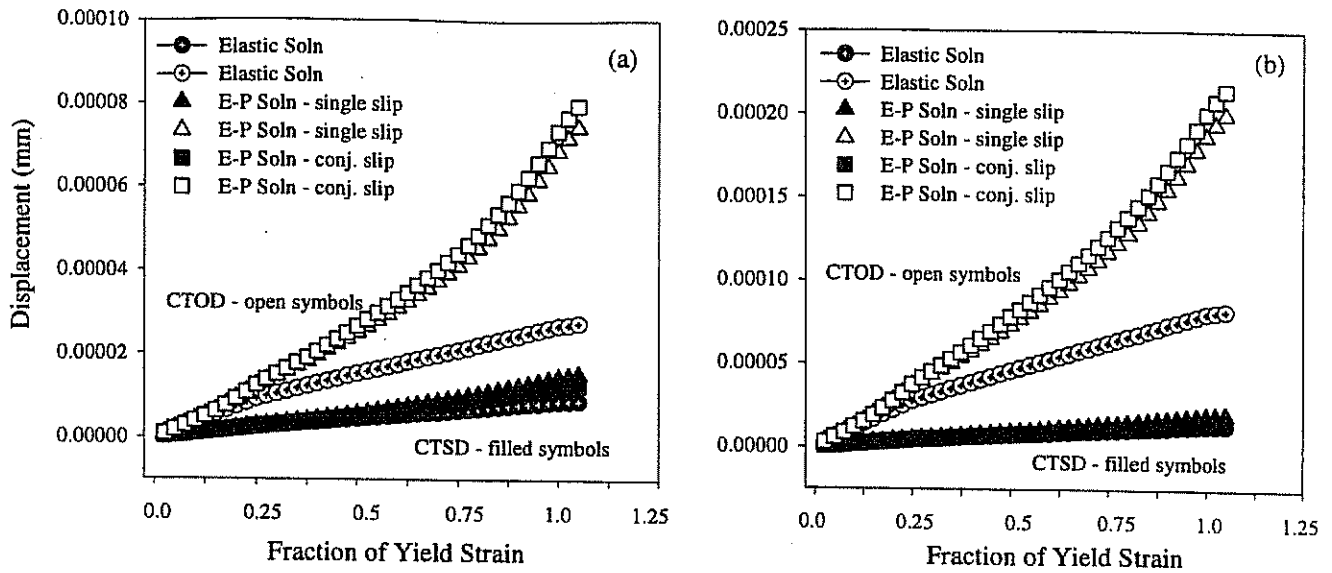 0.00010
Elastic Soln
Elastic Soln
E-P Soln - single slip
E-P Soln - single slip
E-P Soln - conj. slip
E-P Soln - conj. slip
(a)
0.00008
0.00006
0.00004
0.00002
0.00000
Displacement (mm)
CTOD - open symbols
CTSD - filled symbols
0.0 0.25 0.5 0.75 1.0 1.25
Fraction of Yield Strain
0.00025
Elastic Soln
Elastic Soln
E-P Soln - single slip
E-P Soln - single slip
E-P Soln - conj. slip
E-P Soln - conj. slip
(b)
0.00020
0.00015
0.00010
0.00005
0.00000
CTOD - open symbols
CTSD - filled symbols
0.0 0.25 0.5 0.75 1.0 1.25
Fraction of Yield Strain